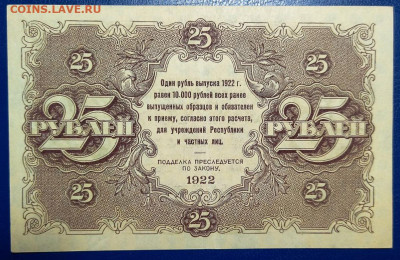 COINS.LAVE.RU
25 25
Один рубль выпуска 1922 г.
равен 10.000 рублей всех ранее
выпущенных образцов и обязателен
к приему, согласно этого расчета,
для учреждений Республики
и частных лиц.
25 РУБЛЕЙ 25 РУБЛЕЙ
ПОДДЕЛКА ПРЕСЛЕДУЕТСЯ
ПО ЗАКОНУ.
1922
25 25
25 25